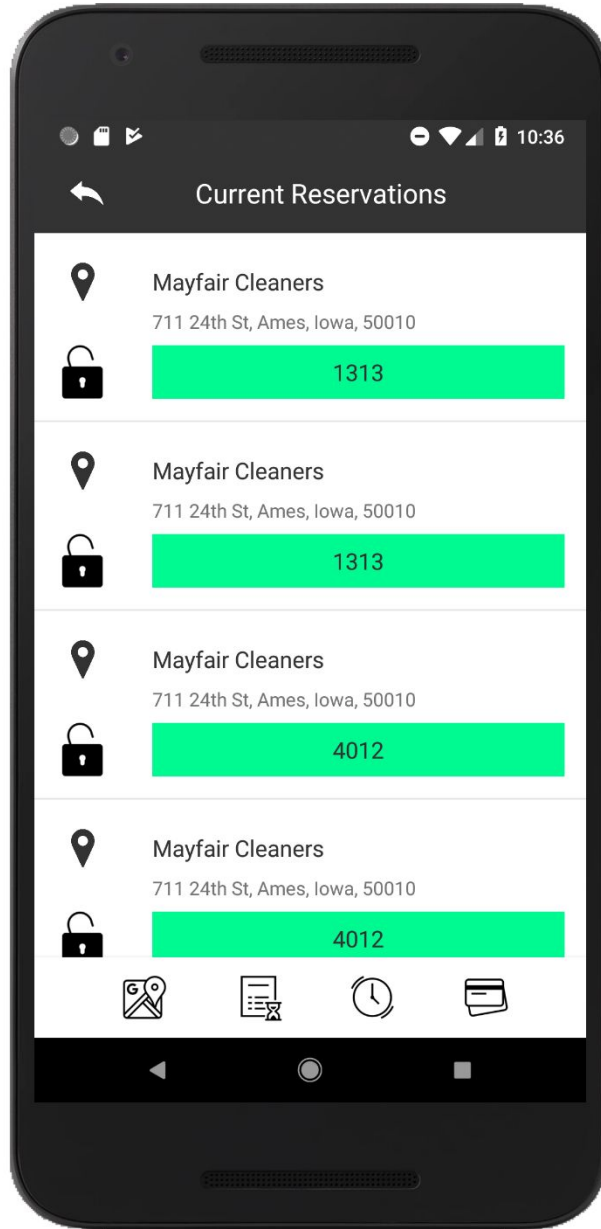 10:36
Current Reservations
Mayfair Cleaners
711 24th St, Ames, Iowa, 50010
1313
Mayfair Cleaners
711 24th St, Ames, Iowa, 50010
1313
Mayfair Cleaners
711 24th St, Ames, Iowa, 50010
4012
Mayfair Cleaners
711 24th St, Ames, Iowa, 50010
4012
G